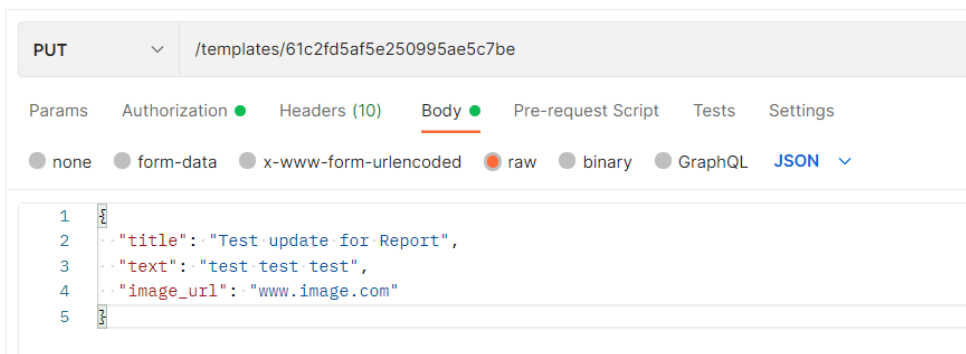 PUT /templates/61c2fd5af5e250995ae5c7be
Params Authorization Headers (10) Body Pre-request Script Tests Settings
none form-data x-www-form-urlencoded raw binary GraphQL JSON
1 {
2 "title": "Test update for Report",
3 "text": "test test test",
4 "image_url": "www.image.com"
5 }